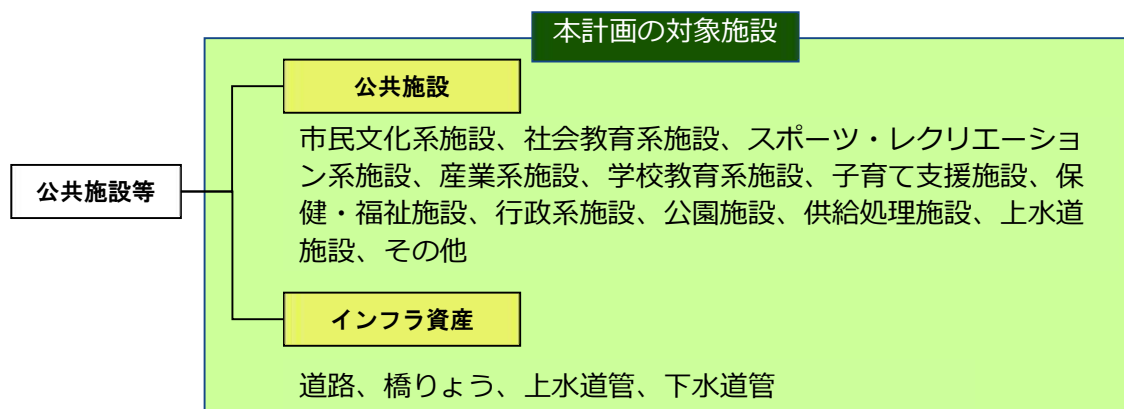 本計画の対象施設
公共施設
市民文化系施設、社会教育系施設、スポーツ・レクリエーショ
ン系施設、産業系施設、学校教育系施設、子育て支援施設、保
健・福祉施設、行政系施設、公園施設、供給処理施設、上水道
施設、その他
公共施設等
インフラ資産
道路、橋りょう、上水道管、下水道管